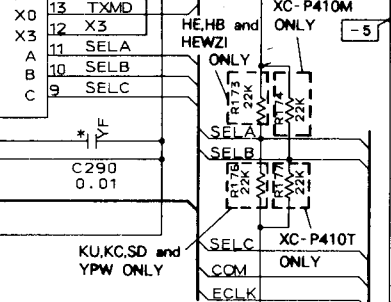 13 TXMD
X0
12 X3
X3
11 SELA
A
10 SELB
B
9 SELC
C
HE,HB and
HEWZI
ONLY
XC-P410M
ONLY
-5
R173
22K
R174
22K
* YF
C290
0.01
SELA
SELB
R176
22K
R177
22K
KU,KC,SD and
YPW ONLY
SELC
XC-P410T
ONLY
COM
ECLK